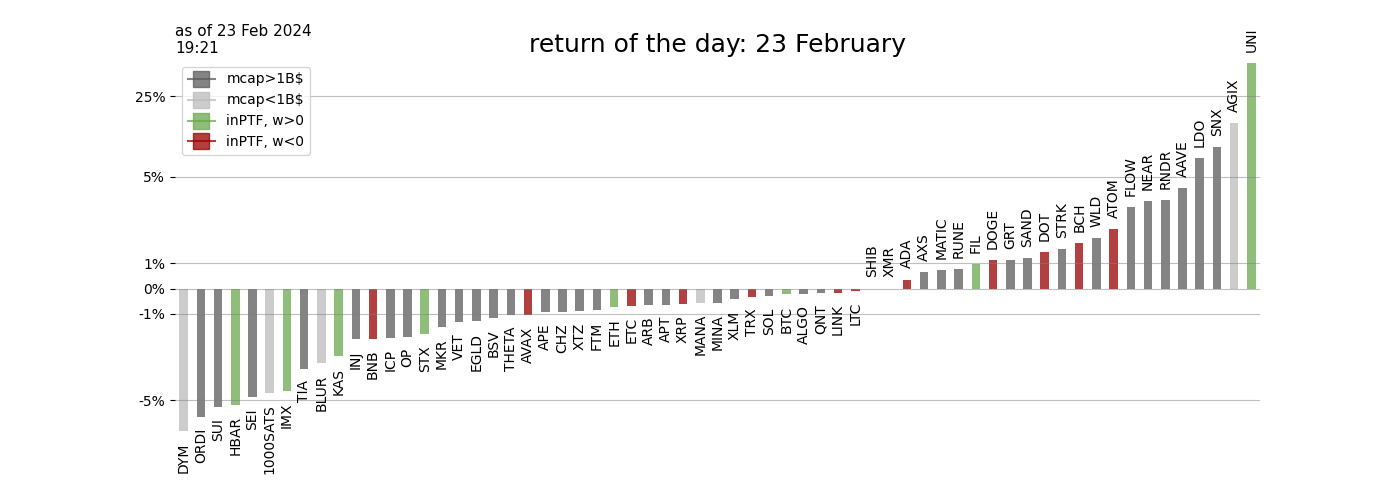 as of 23 Feb 2024
19:21
return of the day: 23 February
mcap>1B$
mcap<1B$
inPTF, w>0
inPTF, w<0
25%
5%
1%
0%
-1%
-5%
DYM
ORDI
SUI
HBAR
SEI
1000SATS
IMX
TIA
BLUR
KAS
INJ
BNB
ICP
OP
STX
MKR
VET
EGLD
BSV
THETA
AVAX
APE
CHZ
XTZ
FTM
ETH
ETC
ARB
APT
XRP
MANA
MINA
XLM
TRX
SOL
BTC
ALGO
QNT
LINK
LTC
SHIB
XMR
ADA
AXS
MATIC
RUNE
FIL
DOGE
GRT
SAND
DOT
STRK
BCH
WLD
ATOM
FLOW
NEAR
RNDR
AAVE
LDO
SNX
AGIX
UNI